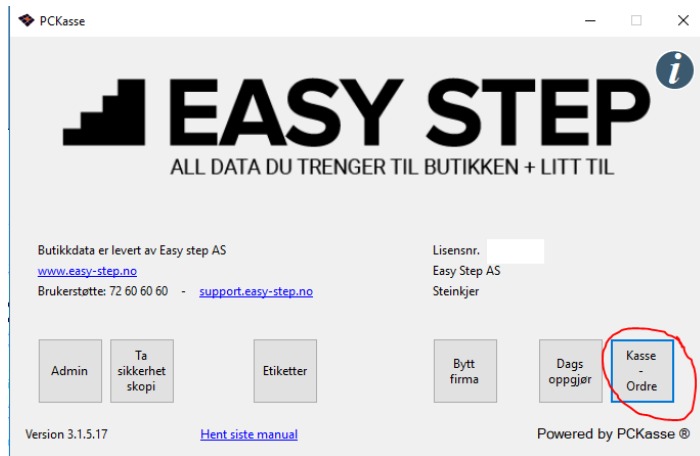 PCKasse
i
EASY STEP
ALL DATA DU TRENGER TIL BUTIKKEN + LITT TIL
Butikkdata er levert av Easy step AS
www.easy-step.no
Brukerstøtte: 72 60 60 60 - support.easy-step.no
Lisensnr.
Easy Step AS
Steinkjer
Admin
Ta
sikkerhet
skopi
Etiketter
Bytt
firma
Dags
oppgjør
Kasse
-
Ordre
Version 3.1.5.17
Hent siste manual
Powered by PCKasse ®